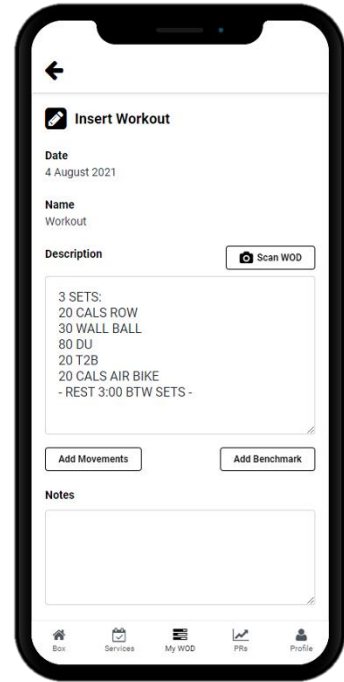 Insert Workout
Date
4 August 2021
Name
Workout
Description
Scan WOD
3 SETS:
20 CALS ROW
30 WALL BALL
80 DU
20 T2B
20 CALS AIR BIKE
- REST 3:00 BTW SETS -
Add Movements Add Benchmark
Notes
Box Services My WOD PRs Profile